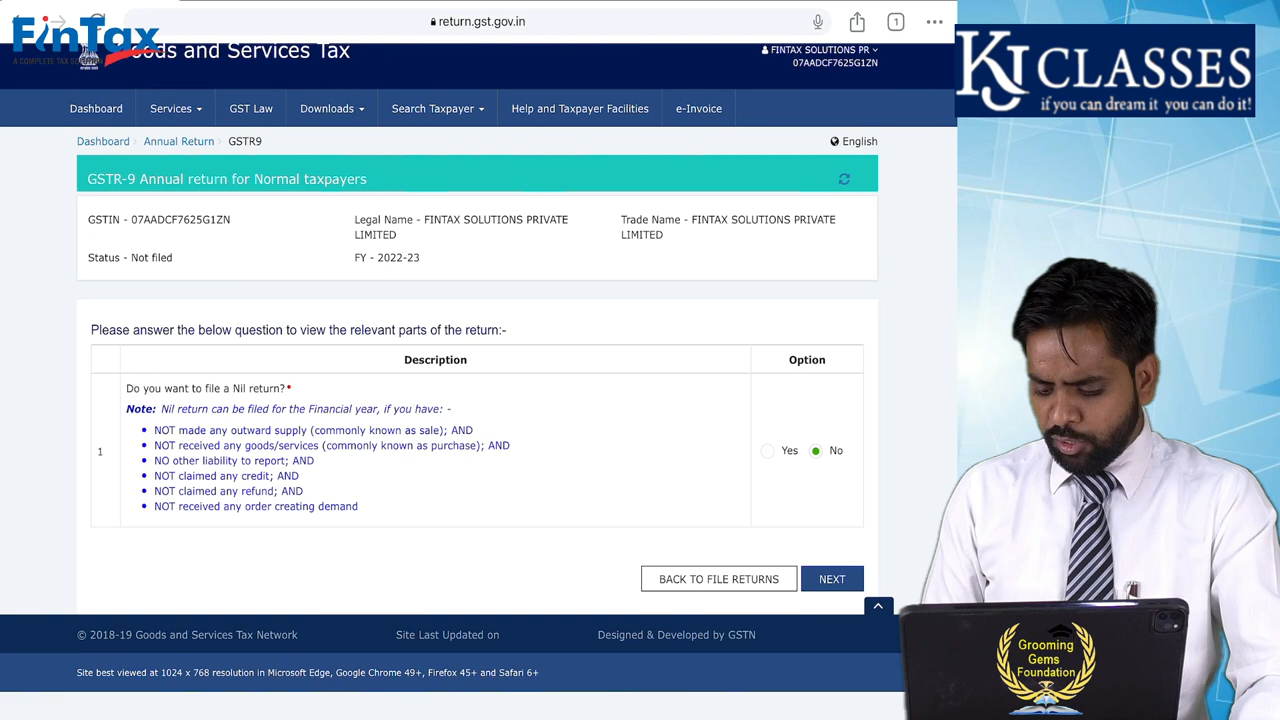 return.gst.gov.in
1
FinTax
A COMPLETE TAX
Goods and Services Tax
FINTAX SOLUTIONS PR
07AADCF7625G1ZN
KJ CLASSES
if you can dream it you can do it!
Dashboard
Services
GST Law
Downloads
Search Taxpayer
Help and Taxpayer Facilities
e-Invoice
Dashboard
Annual Return
GSTR9
English
GSTR-9 Annual return for Normal taxpayers
GSTIN - 07AADCF7625G1ZN
Legal Name - FINTAX SOLUTIONS PRIVATE
LIMITED
Trade Name - FINTAX SOLUTIONS PRIVATE
LIMITED
Status - Not filed
FY - 2022-23
Please answer the below question to view the relevant parts of the return:-
Description
Option
1
Do you want to file a Nil return?•
Note: Nil return can be filed for the Financial year, if you have: -
• NOT made any outward supply (commonly known as sale); AND
• NOT received any goods/services (commonly known as purchase); AND
• NO other liability to report; AND
• NOT claimed any credit; AND
• NOT claimed any refund; AND
• NOT received any order creating demand
Yes
No
BACK TO FILE RETURNS
NEXT
© 2018-19 Goods and Services Tax Network
Site Last Updated on
Designed & Developed by GSTN
Site best viewed at 1024 x 768 resolution in Microsoft Edge, Google Chrome 49+, Firefox 45+ and Safari 6+
Grooming
Gems
Foundation